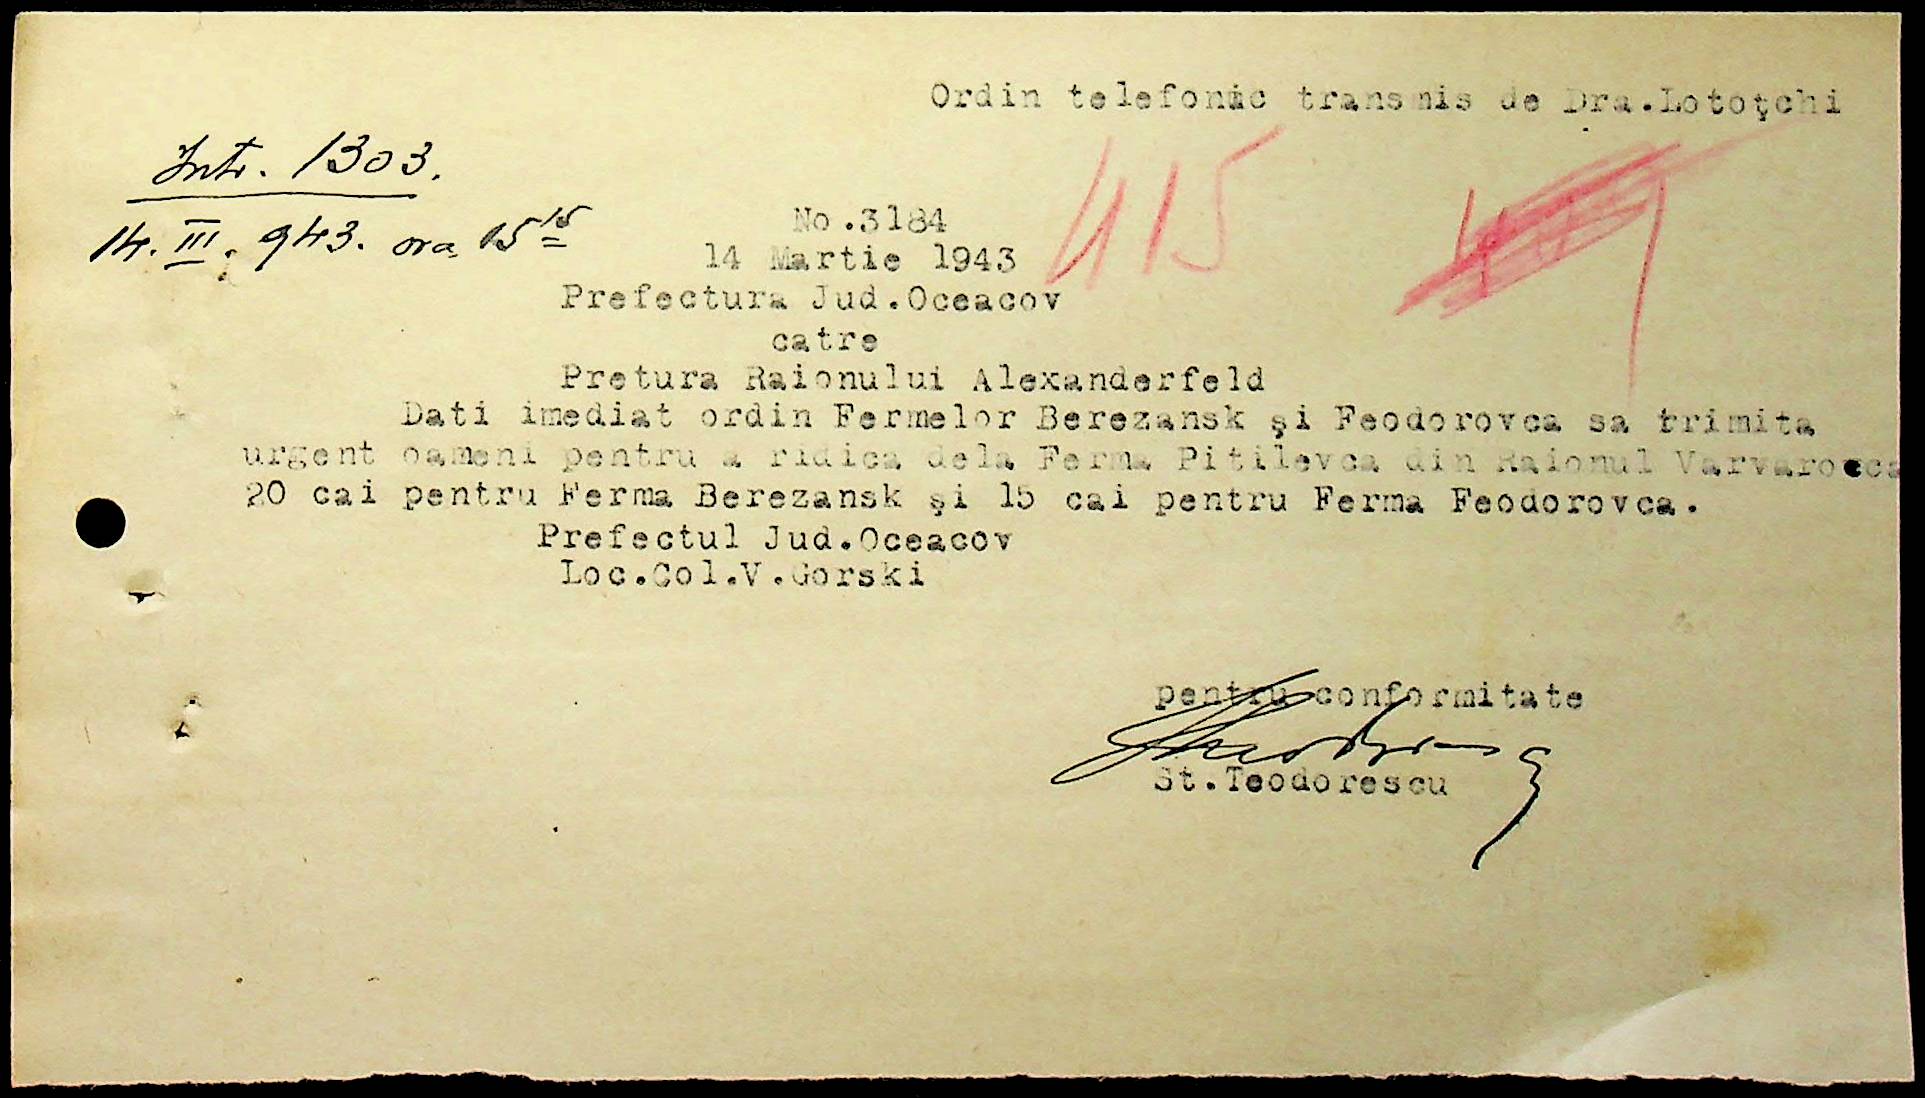 Ordin telefonic transmis de Dra.Lotoţchi
Intr. 1303.
14. III. 943. ora 15 15
415
No.3184
14 Martie 1943
Prefectura Jud.Oceacov
catre
Pretura Raionului Alexanderfeld
Dati imediat ordin Fermelor Berezansk şi Feodorovca sa trimita
urgent oameni pentru a ridica dela Ferma Pitilevca din Raionul Varvarovca
20 cai pentru Ferma Berezansk şi 15 cai pentru Ferma Feodorovca.
Prefectul Jud.Oceacov
Loc.Col.V.Gorski
pentru conformitate
St.Teodorescu